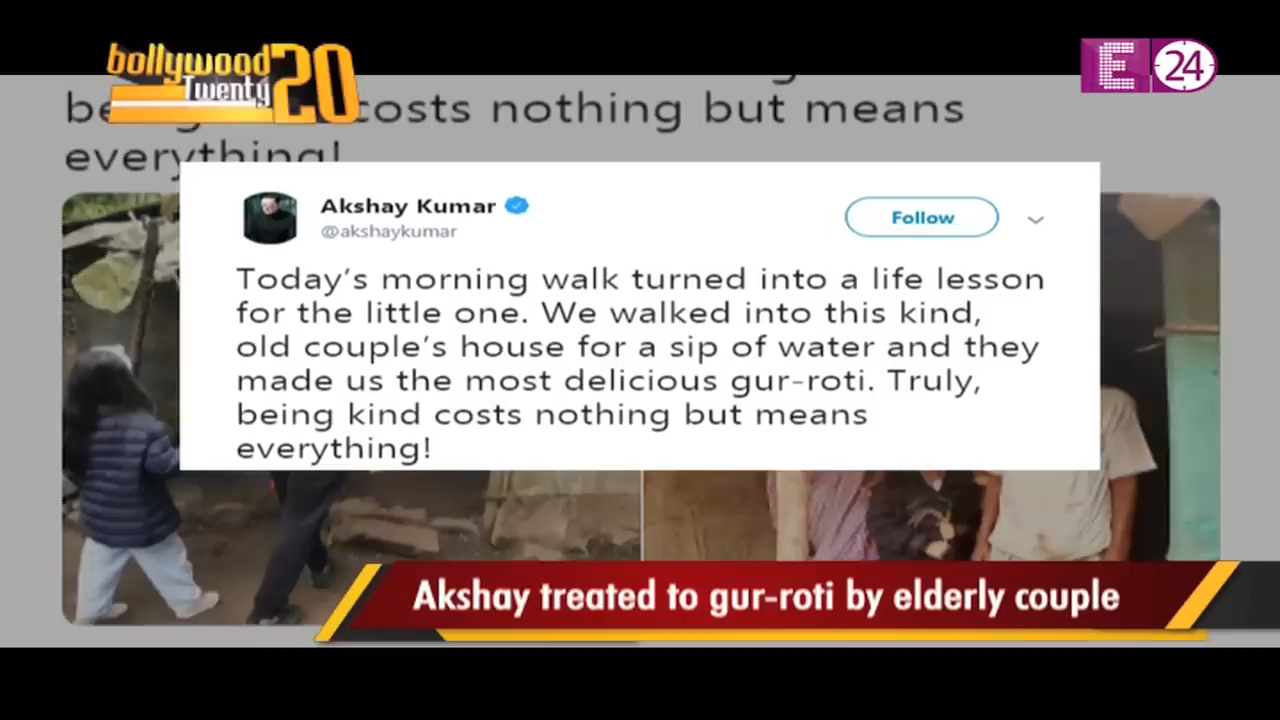 bollywood
Twenty
20
E 24
costs nothing but means
everything!
Akshay Kumar
@akshaykumar
Follow
Today's morning walk turned into a life lesson
for the little one. We walked into this kind,
old couple's house for a sip of water and they
made us the most delicious gur-roti. Truly,
being kind costs nothing but means
everything!
Akshay treated to gur-roti by elderly couple